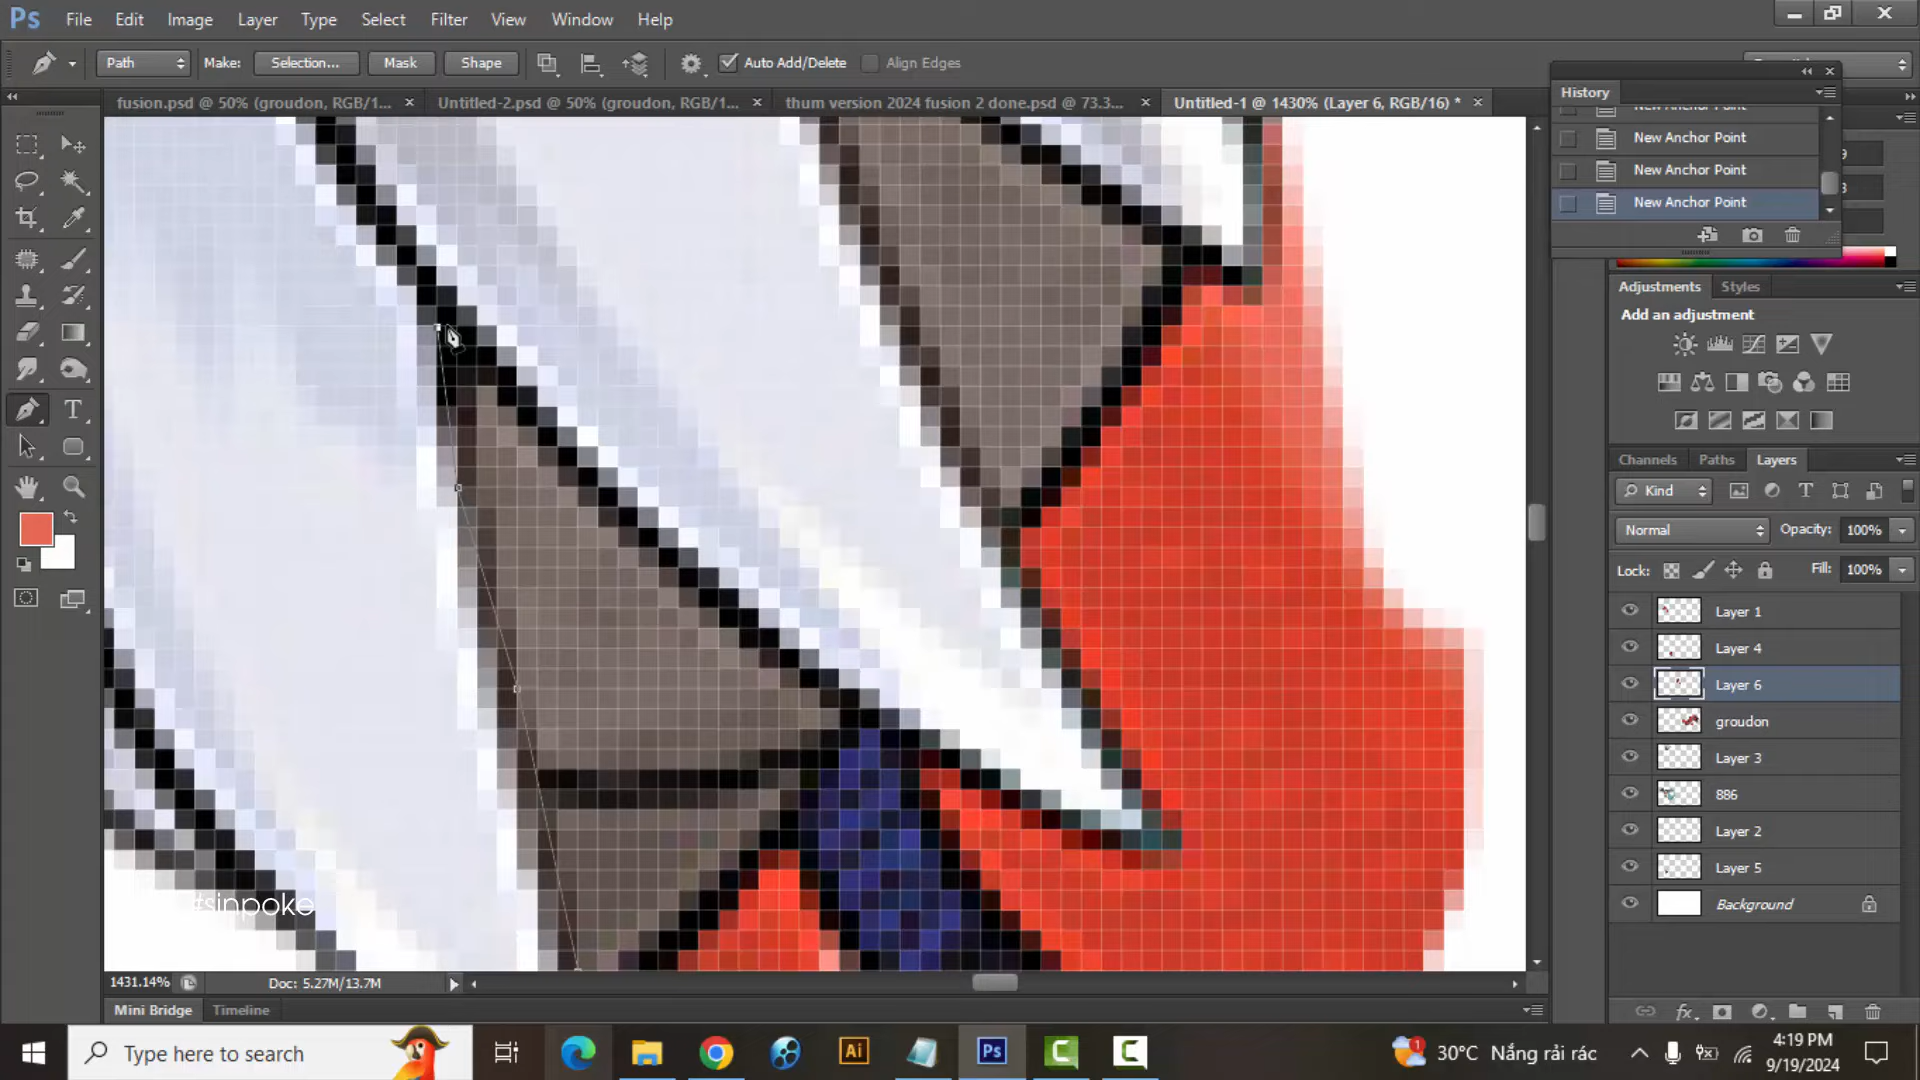 Ps File Edit Image Layer Type Select Filter View Window Help
Path Make: Selection... Mask Shape Auto Add/Delete Align Edges
fusion.psd @ 50% (groudon, RGB/1... Untitled-2.psd @ 50% (groudon, RGB/1... thum version 2024 fusion 2 done.psd @ 73.3... Untitled-1 @ 1430% (Layer 6, RGB/16) *
History
New Anchor Point
New Anchor Point
New Anchor Point
New Anchor Point
Adjustments Styles
Add an adjustment
Channels Paths Layers
Kind
Normal Opacity: 100%
Lock: Fill: 100%
Layer 1
Layer 4
Layer 6
groudon
Layer 3
886
Layer 2
Layer 5
Background
#sinpoke
1431.14% Doc: 5.27M/13.7M
Mini Bridge Timeline
Type here to search Ai Ps 30°C Nắng rải rác 4:19 PM
9/19/2024